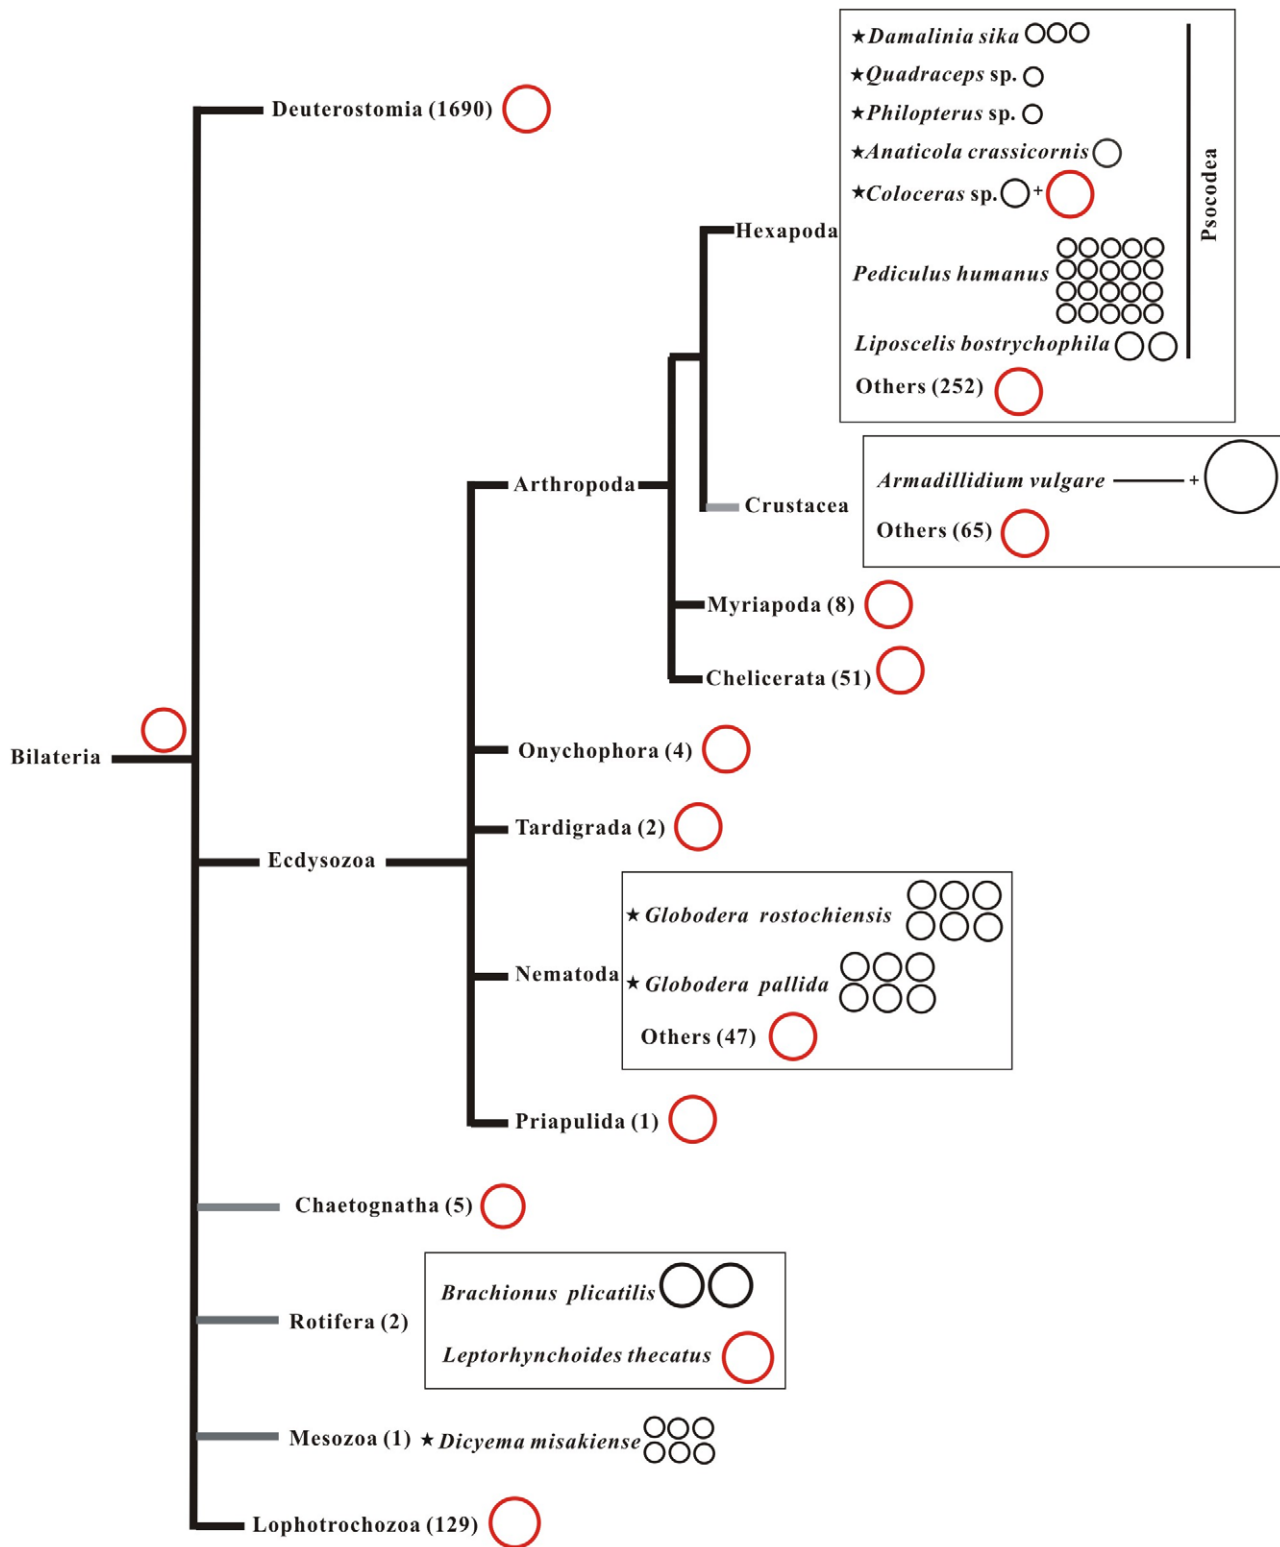 ★Damalinia sika
★Quadraceps sp.
★Philopterus sp.
★Anaticola crassicornis
★Coloceras sp. +
Pediculus humanus
Liposcelis bostrychophila
Others (252)
Psocodea
Deuterostomia (1690)
Hexapoda
Arthropoda
Crustacea
Armadillidium vulgare +
Others (65)
Myriapoda (8)
Chelicerata (51)
Bilateria
Onychophora (4)
Tardigrada (2)
Ecdysozoa
★ Globodera rostochiensis
Nematoda
★ Globodera pallida
Others (47)
Priapulida (1)
Chaetognatha (5)
Rotifera (2)
Brachionus plicatilis
Leptorhynchoides thecatus
Mesozoa (1) ★ Dicyema misakiense
Lophotrochozoa (129)